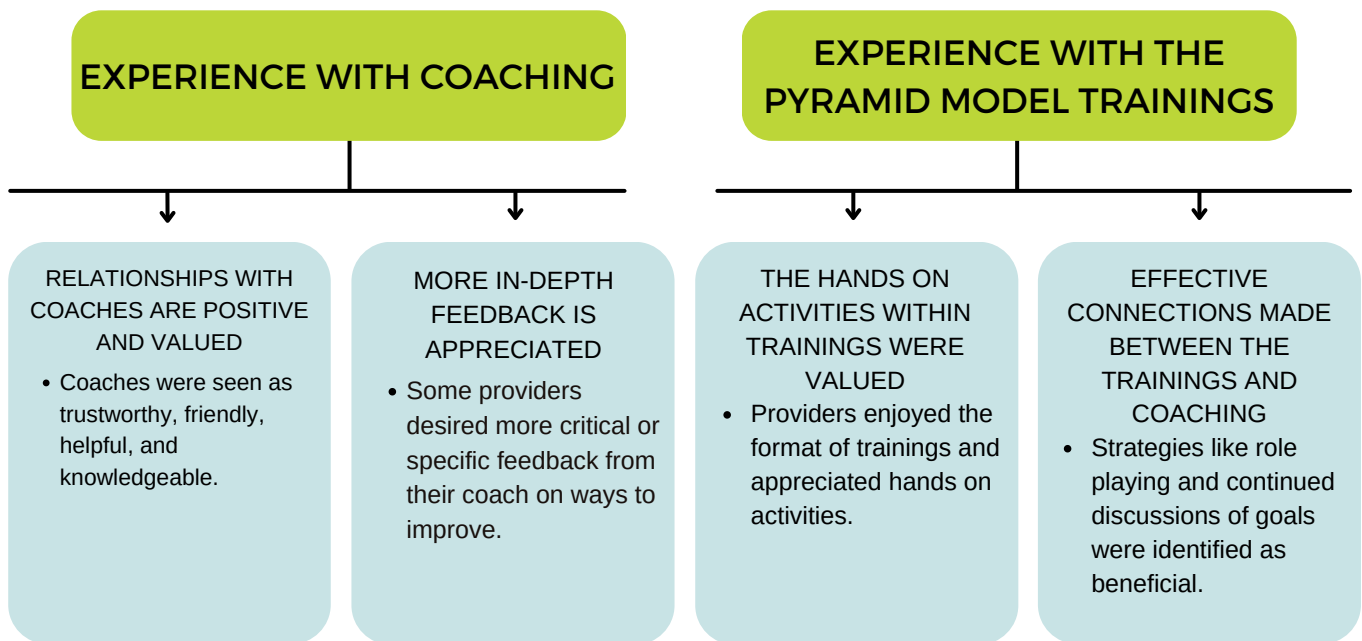 EXPERIENCE WITH COACHING
RELATIONSHIPS WITH
COACHES ARE POSITIVE
AND VALUED
• Coaches were seen as
trustworthy, friendly,
helpful, and
knowledgeable.
MORE IN-DEPTH
FEEDBACK IS
APPRECIATED
• Some providers
desired more critical or
specific feedback from
their coach on ways to
improve.
EXPERIENCE WITH THE
PYRAMID MODEL TRAININGS
THE HANDS ON
ACTIVITIES WITHIN
TRAININGS WERE
VALUED
• Providers enjoyed the
format of trainings and
appreciated hands on
activities.
EFFECTIVE
CONNECTIONS MADE
BETWEEN THE
TRAININGS AND
COACHING
• Strategies like role
playing and continued
discussions of goals
were identified as
beneficial.